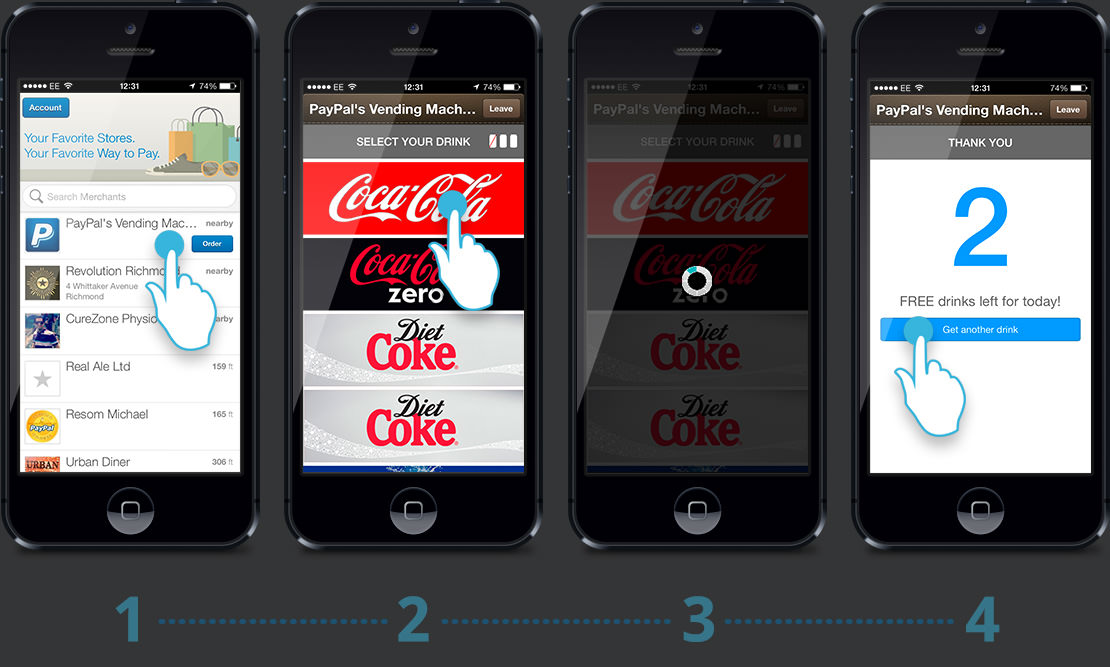 ●●●●● EE 12:31 74%
Account
Your Favorite Stores.
Your Favorite Way to Pay.
Search Merchants
PayPal's Vending Mac... nearby
Order
Revolution Richmond nearby
4 Whittaker Avenue
Richmond
CureZone Physio
Real Ale Ltd 159 ft
PayPal
Resom Michael 165 ft
URBAN
Urban Diner 306 ft
●●●●● EE 12:31 74%
PayPal's Vending Mach... Leave
SELECT YOUR DRINK
Coca-Cola
Coca-Cola
zero
Diet
Coke
Diet
Coke
●●●●● EE 12:31 74%
PayPal's Vending Mach... Leave
SELECT YOUR DRINK
Coca-Cola
Coca-Cola
zero
Diet
Coke
Diet
Coke
●●●●● EE 12:31 74%
PayPal's Vending Mach... Leave
THANK YOU
2
FREE drinks left for today!
Get another drink
1 2 3 4